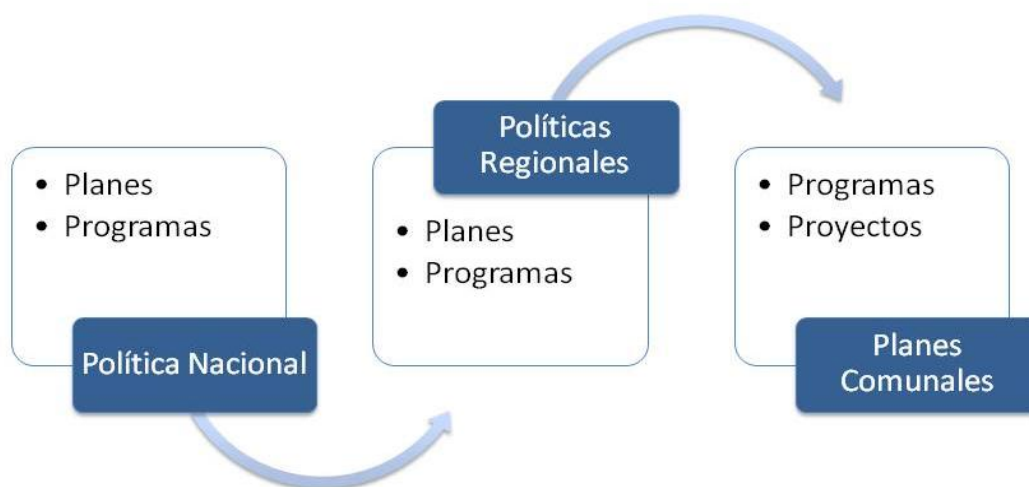 • Planes
• Programas
Política Nacional
Políticas
Regionales
• Planes
• Programas
• Programas
• Proyectos
Planes
Comunales